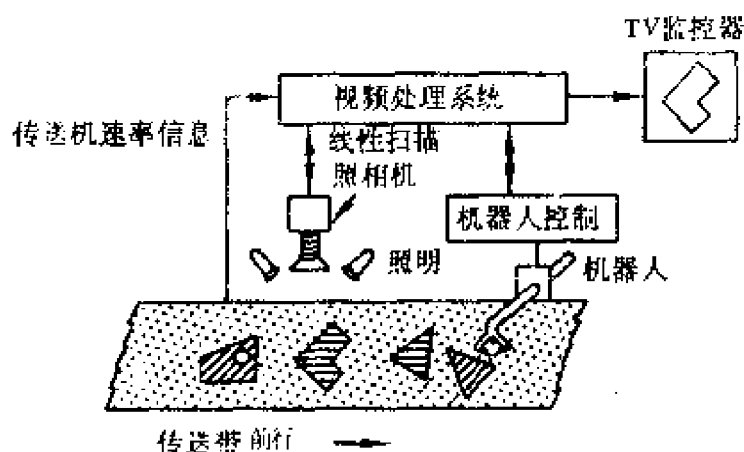 TV监控器
视频处理系统
传送机速率信息
线性扫描
照相机
机器人控制
照明
机器人
传送带前行